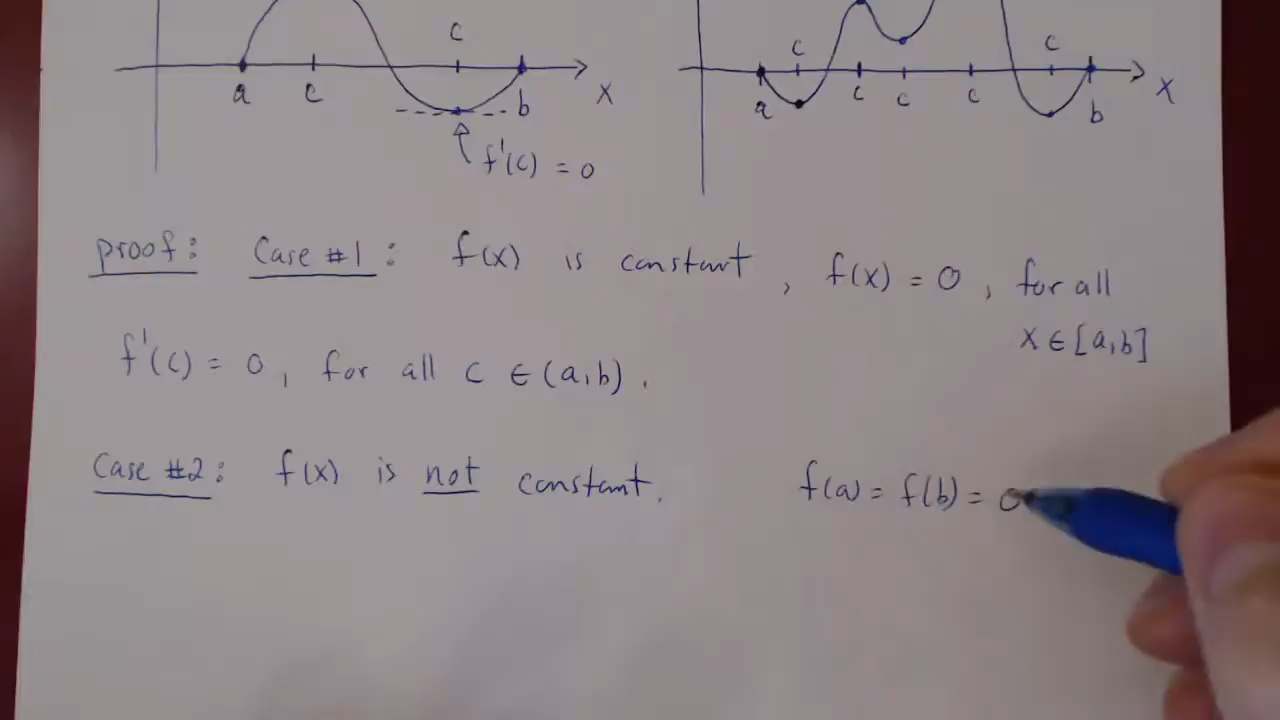 c c c
a c b x a c c c b x
f'(c) = 0
proof: Case #1: f(x) is constant, f(x) = 0, for all
x ∈ [a,b]
f'(c) = 0, for all c ∈ (a,b).
Case #2: f(x) is not constant. f(a) = f(b) = 0